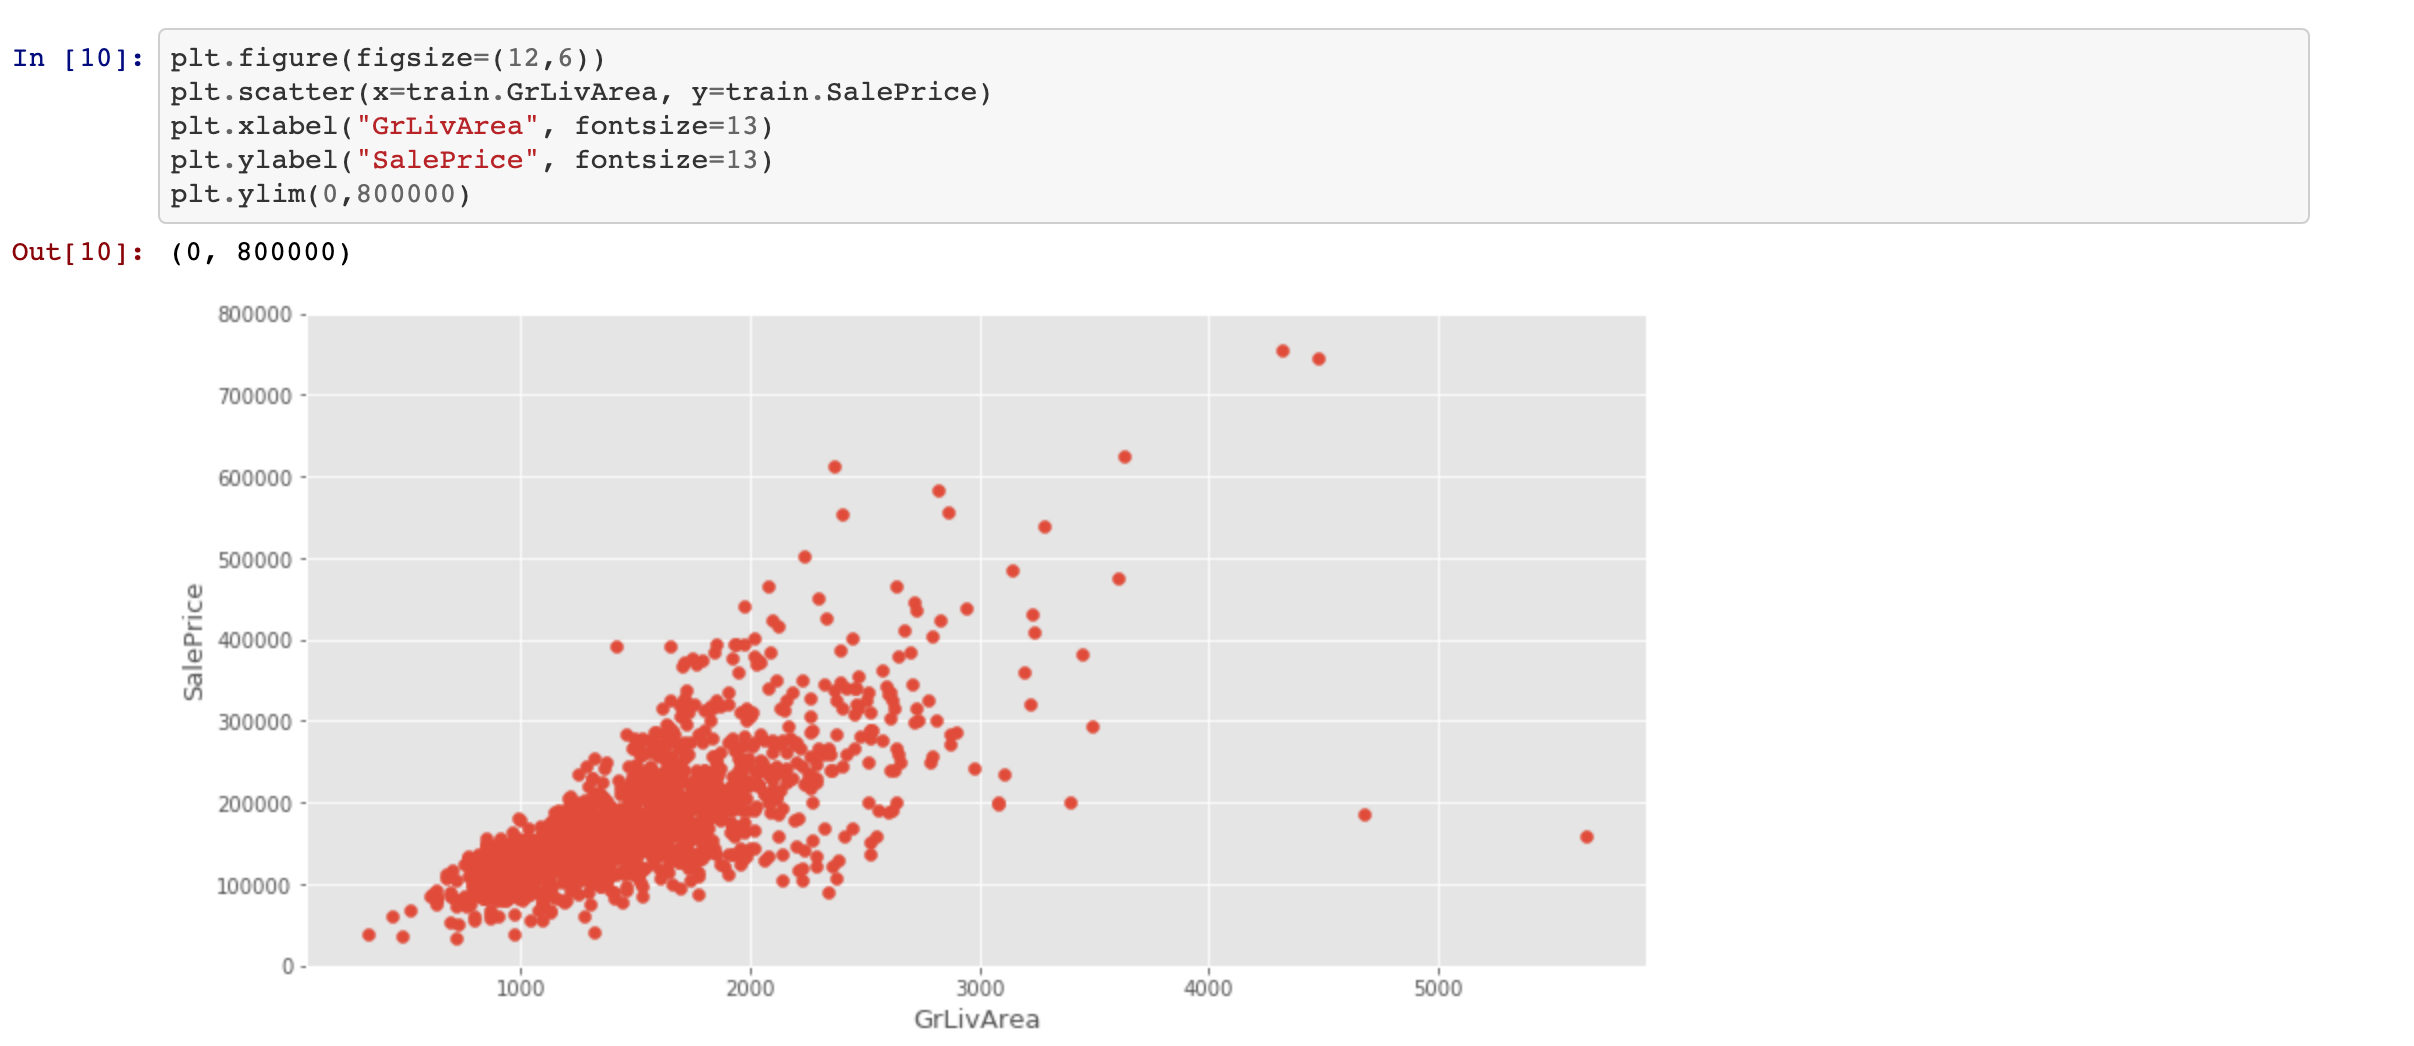 In [10]: plt.figure(figsize=(12,6))
plt.scatter(x=train.GrLivArea, y=train.SalePrice)
plt.xlabel("GrLivArea", fontsize=13)
plt.ylabel("SalePrice", fontsize=13)
plt.ylim(0,800000)
Out[10]: (0, 800000)
800000
700000
600000
500000
400000
300000
200000
100000
0
SalePrice
1000 2000 3000 4000 5000
GrLivArea